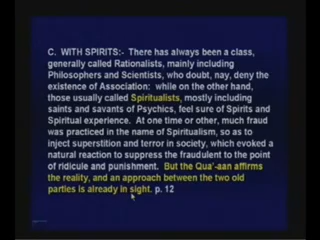 C.  WITH SPIRITS:-  There has always been a class,
generally called Rationalists, mainly including
Philosophers and Scientists, who doubt, nay, deny the
existence of Association:  while on the other hand,
those usually called Spiritualists, mostly including
saints and savants of Psychics, feel sure of Spirits and
Spiritual experience.  At one time or other, much fraud
was practiced in the name of Spiritualism, so as to
inject superstition and terror in society, which evoked a
natural reaction to suppress the fraudulent to the point
of ridicule and punishment.  But the Qua'-aan affirms
the reality, and an approach between the two old
parties is already in sight. p. 12